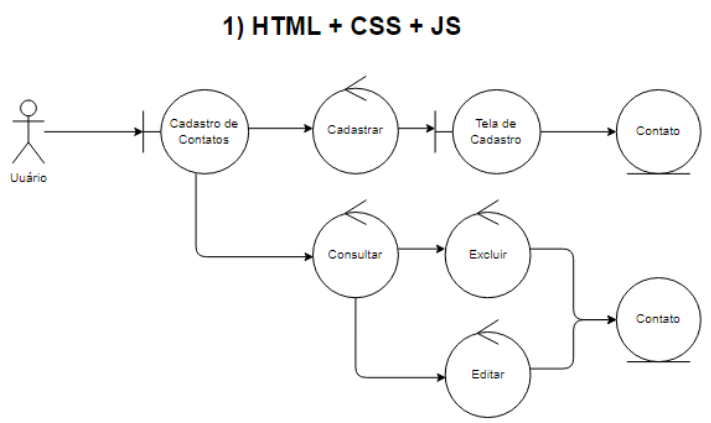 1) HTML + CSS + JS
Cadastro de
Contatos
Cadastrar
Tela de
Cadastro
Contato
Uuário
Consultar
Excluir
Contato
Editar